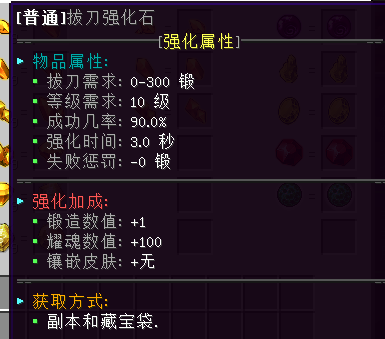 [普通]拔刀强化石
[强化属性]
物品属性:
拔刀需求: 0-300 锻
等级需求: 10 级
成功几率: 90.0%
强化时间: 3.0 秒
失败惩罚: -0 锻
强化加成:
锻造数值: +1
耀魂数值: +100
镶嵌皮肤: +无
获取方式:
副本和藏宝袋.